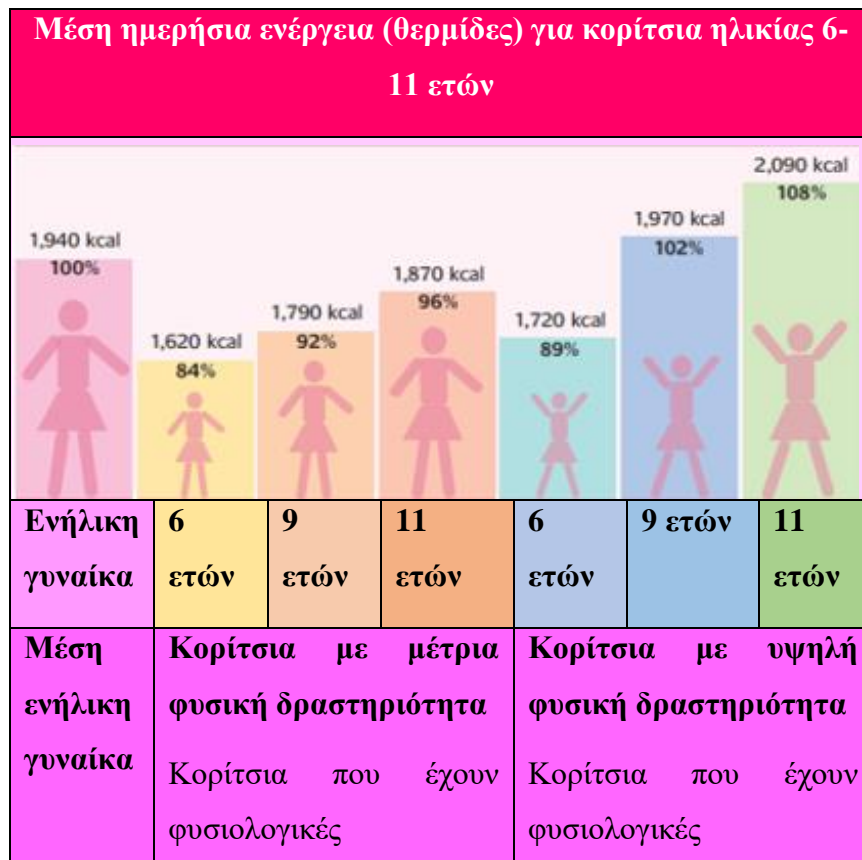 Μέση ημερήσια ενέργεια (θερμίδες) για κορίτσια ηλικίας 6-
11 ετών
1,940 kcal
100%
1,620 kcal
84%
1,790 kcal
92%
1,870 kcal
96%
1,720 kcal
89%
1,970 kcal
102%
2,090 kcal
108%
Ενήλικη
γυναίκα
6
ετών
9
ετών
11
ετών
6
ετών
9 ετών
11
ετών
Μέση
ενήλικη
γυναίκα
Κορίτσια με μέτρια
φυσική δραστηριότητα
Κορίτσια που έχουν
φυσιολογικές
Κορίτσια με υψηλή
φυσική δραστηριότητα
Κορίτσια που έχουν
φυσιολογικές